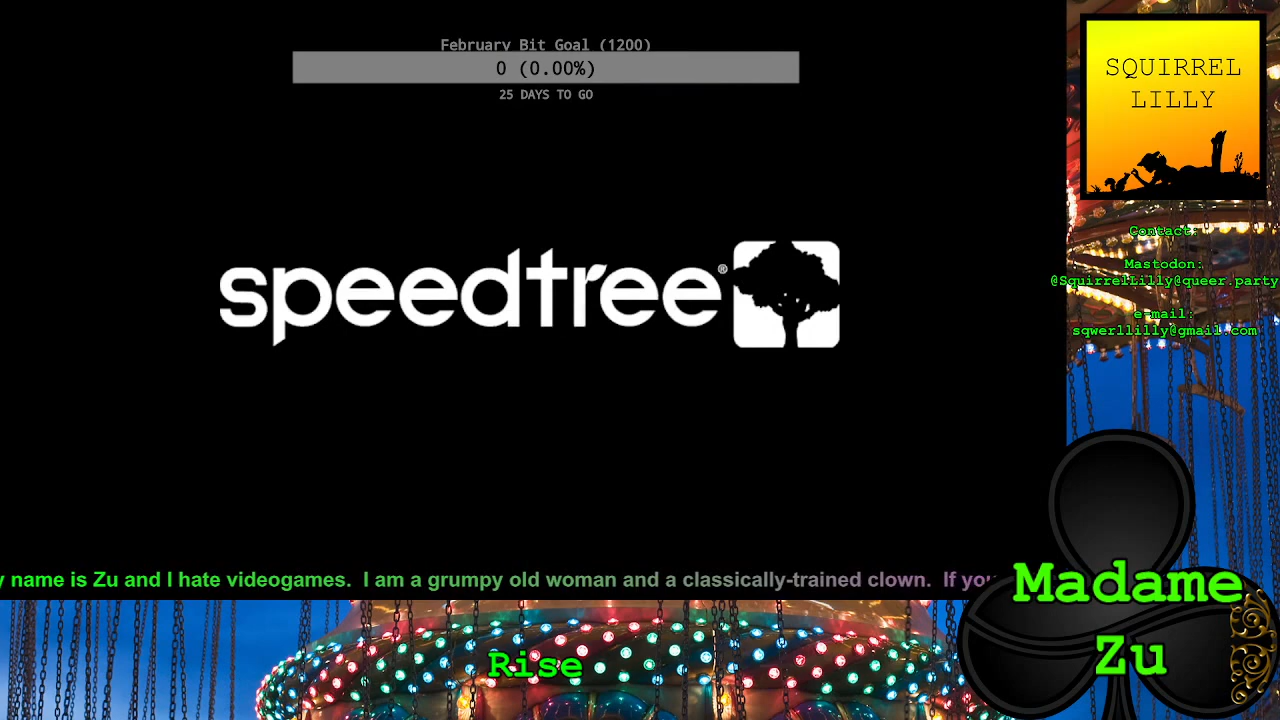 February Bit Goal (1200)
0 (0.00%)
25 DAYS TO GO
SQUIRREL
LILLY
Contact:
Mastodon:
@SquirrelLilly@queer.party
e-mail:
sqwerllilly@gmail.com
speedtree®
name is Zu and I hate videogames.  I am a grumpy old woman and a classically-trained clown.  If you
Madame
Zu
Rise